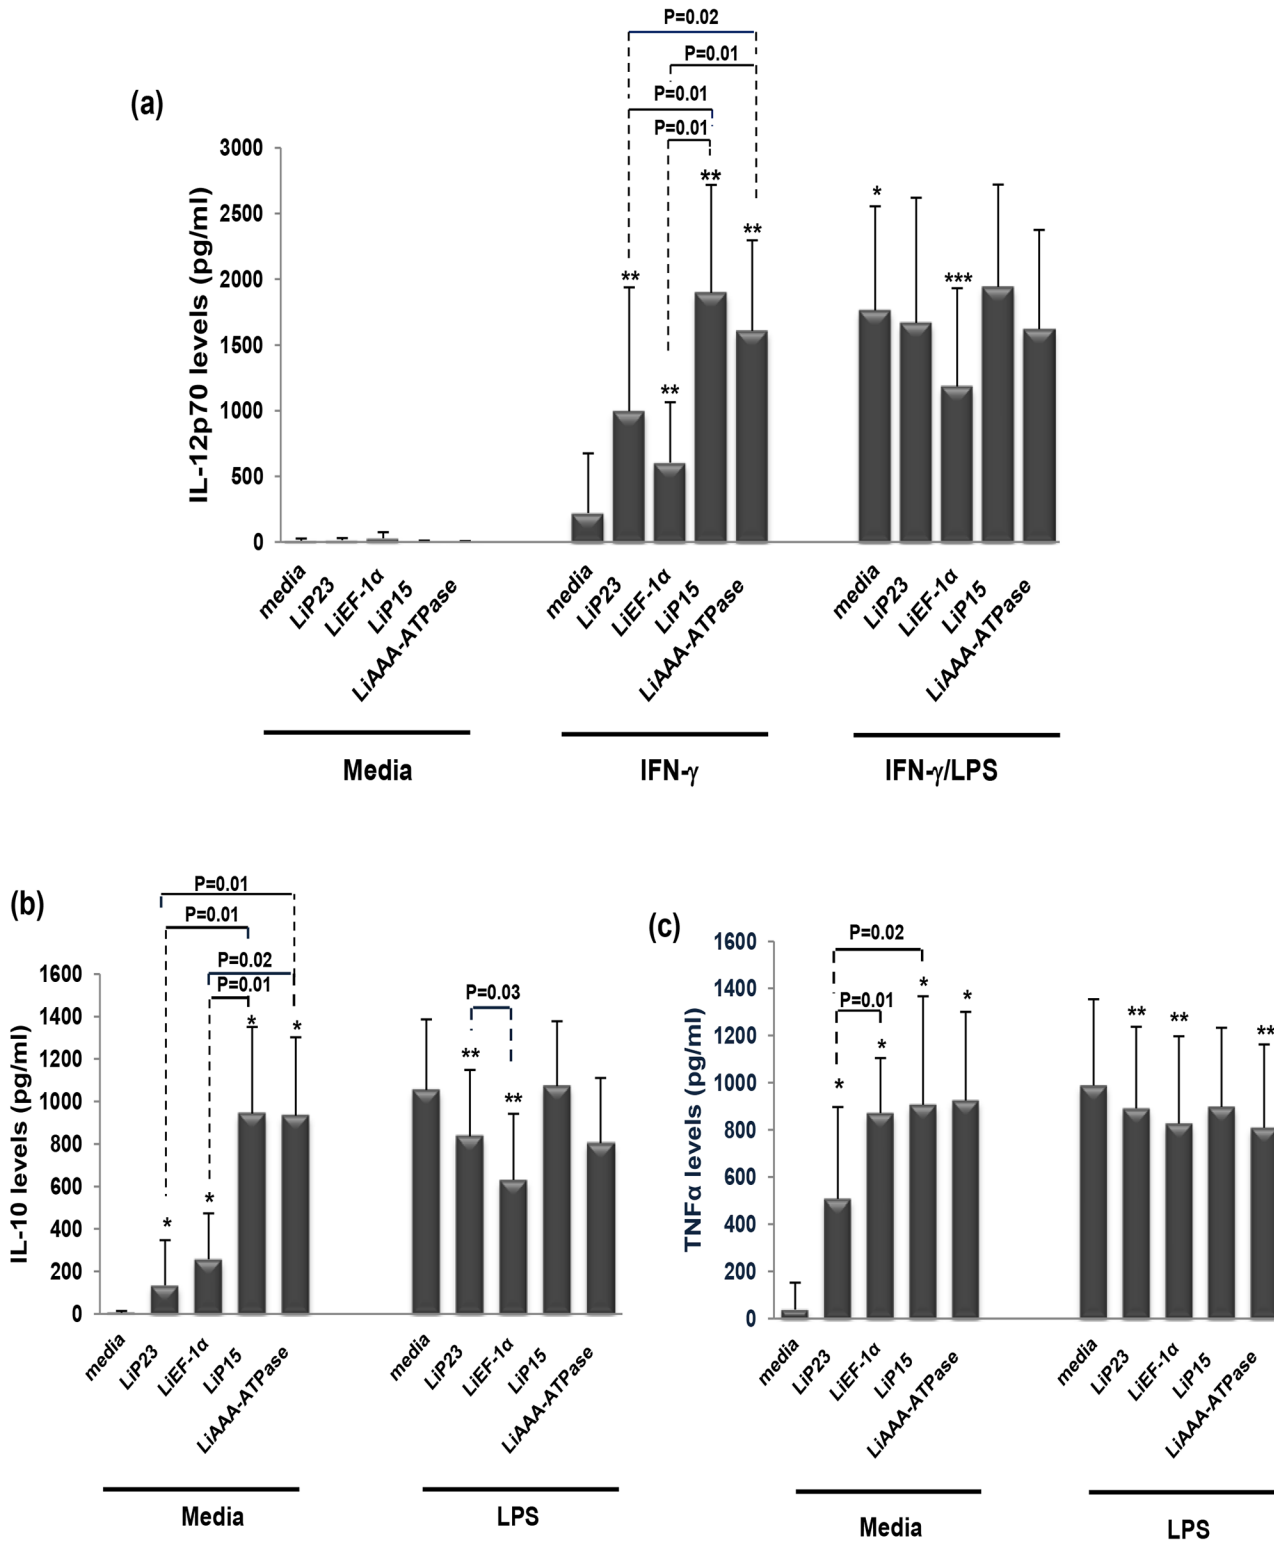 P=0.02
P=0.01
(a)
P=0.01
P=0.01
3000
2500
2000
1500
1000
500
0
IL-12p70 levels (pg/ml)
**
**
**
**
*
***
media
LiP23
LiEF-1α
LiP15
LiAAA-ATPase
media
LiP23
LiEF-1α
LiP15
LiAAA-ATPase
media
LiP23
LiEF-1α
LiP15
LiAAA-ATPase
Media
IFN-γ
IFN-γ/LPS
(b)
P=0.01
P=0.01
P=0.02
P=0.01
P=0.03
1600
1400
1200
1000
800
600
400
200
0
IL-10 levels (pg/ml)
*
*
*
*
**
**
media
LiP23
LiEF-1α
LiP15
LiAAA-ATPase
media
LiP23
LiEF-1α
LiP15
LiAAA-ATPase
Media
LPS
(c)
P=0.02
P=0.01
1600
1400
1200
1000
800
600
400
200
0
TNFα levels (pg/ml)
*
*
*
*
**
**
**
media
LiP23
LiEF-1α
LiP15
LiAAA-ATPase
media
LiP23
LiEF-1α
LiP15
LiAAA-ATPase
Media
LPS